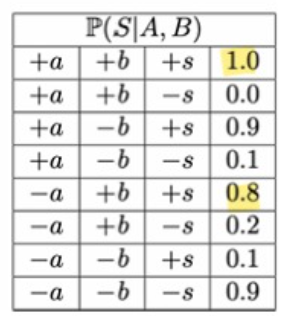 ℙ(S|A, B)
+a +b +s 1.0
+a +b −s 0.0
+a −b +s 0.9
+a −b −s 0.1
−a +b +s 0.8
−a +b −s 0.2
−a −b +s 0.1
−a −b −s 0.9